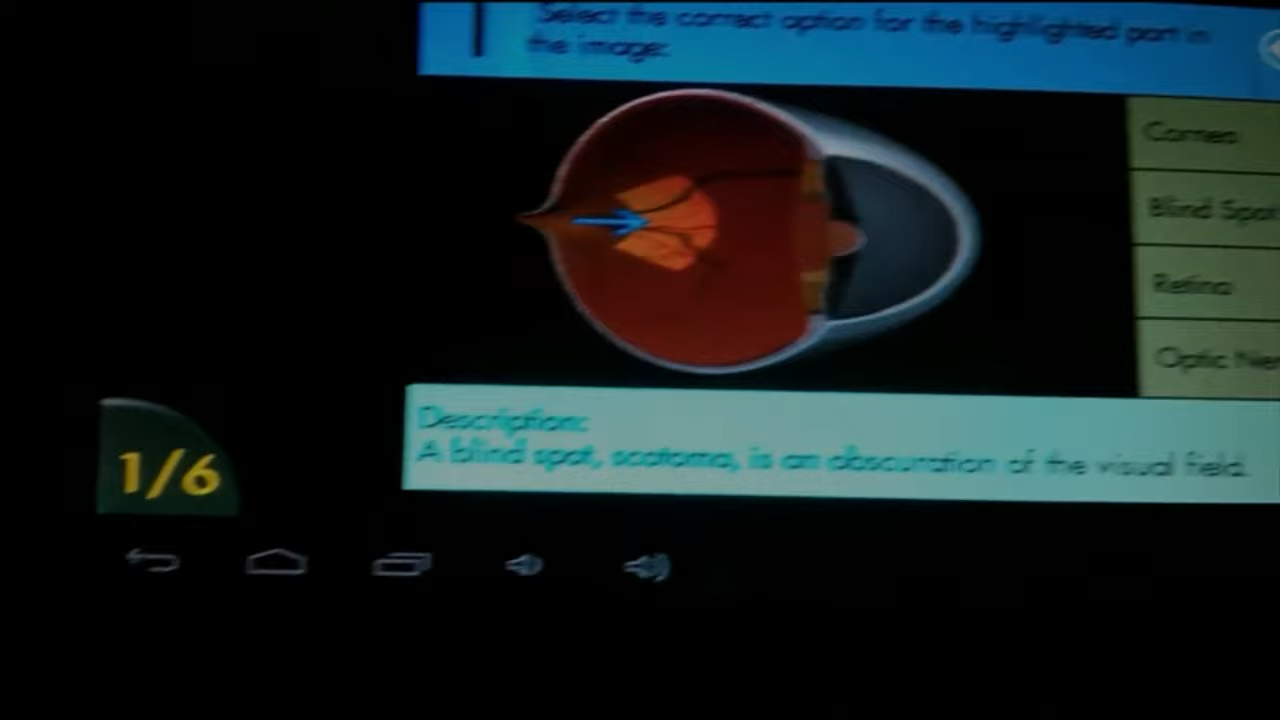 Select the correct option for the highlighted part in
the image:
Cornea
Blind Spot
Retina
Optic
Description:
A blind spot, scotoma, is an obscuration of the visual field.
1/6